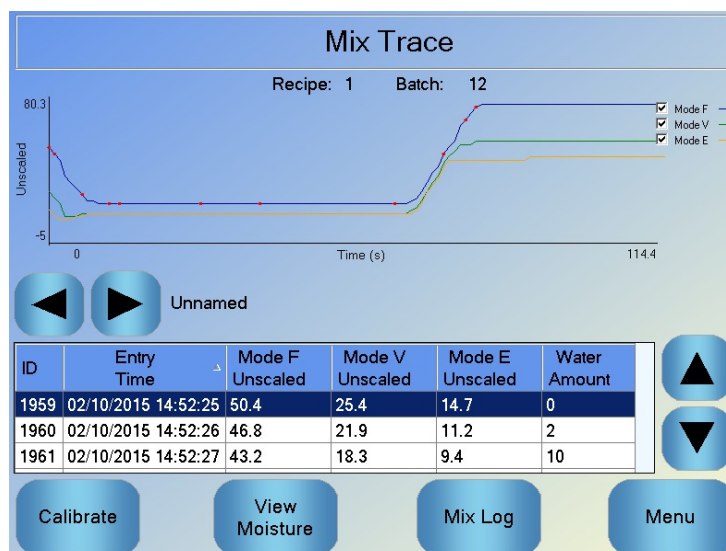 Mix Trace
Recipe: 1 Batch: 12
80.3
Unscaled
-5
0
Time (s)
114.4
Mode F
Mode V
Mode E
Unnamed
ID Entry Time Mode F Unscaled Mode V Unscaled Mode E Unscaled Water Amount
1959 02/10/2015 14:52:25 50.4 25.4 14.7 0
1960 02/10/2015 14:52:26 46.8 21.9 11.2 2
1961 02/10/2015 14:52:27 43.2 18.3 9.4 10
Calibrate
View
Moisture
Mix Log
Menu